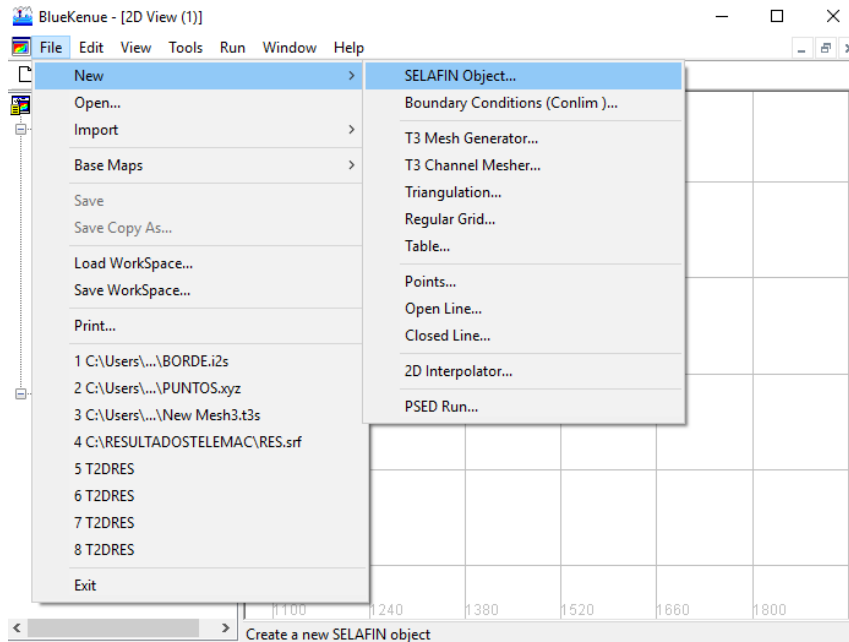 BlueKenue - [2D View (1)]
File Edit View Tools Run Window Help
New
Open...
Import
Base Maps
Save
Save Copy As...
Load WorkSpace...
Save WorkSpace...
Print...
1 C:\Users\...\BORDE.i2s
2 C:\Users\...\PUNTOS.xyz
3 C:\Users\...\New Mesh3.t3s
4 C:\RESULTADOSTELEMAC\RES.srf
5 T2DRES
6 T2DRES
7 T2DRES
8 T2DRES
Exit
SELAFIN Object...
Boundary Conditions (Conlim )...
T3 Mesh Generator...
T3 Channel Mesher...
Triangulation...
Regular Grid...
Table...
Points...
Open Line...
Closed Line...
2D Interpolator...
PSED Run...
1100 1240 1380 1520 1660 1800
Create a new SELAFIN object